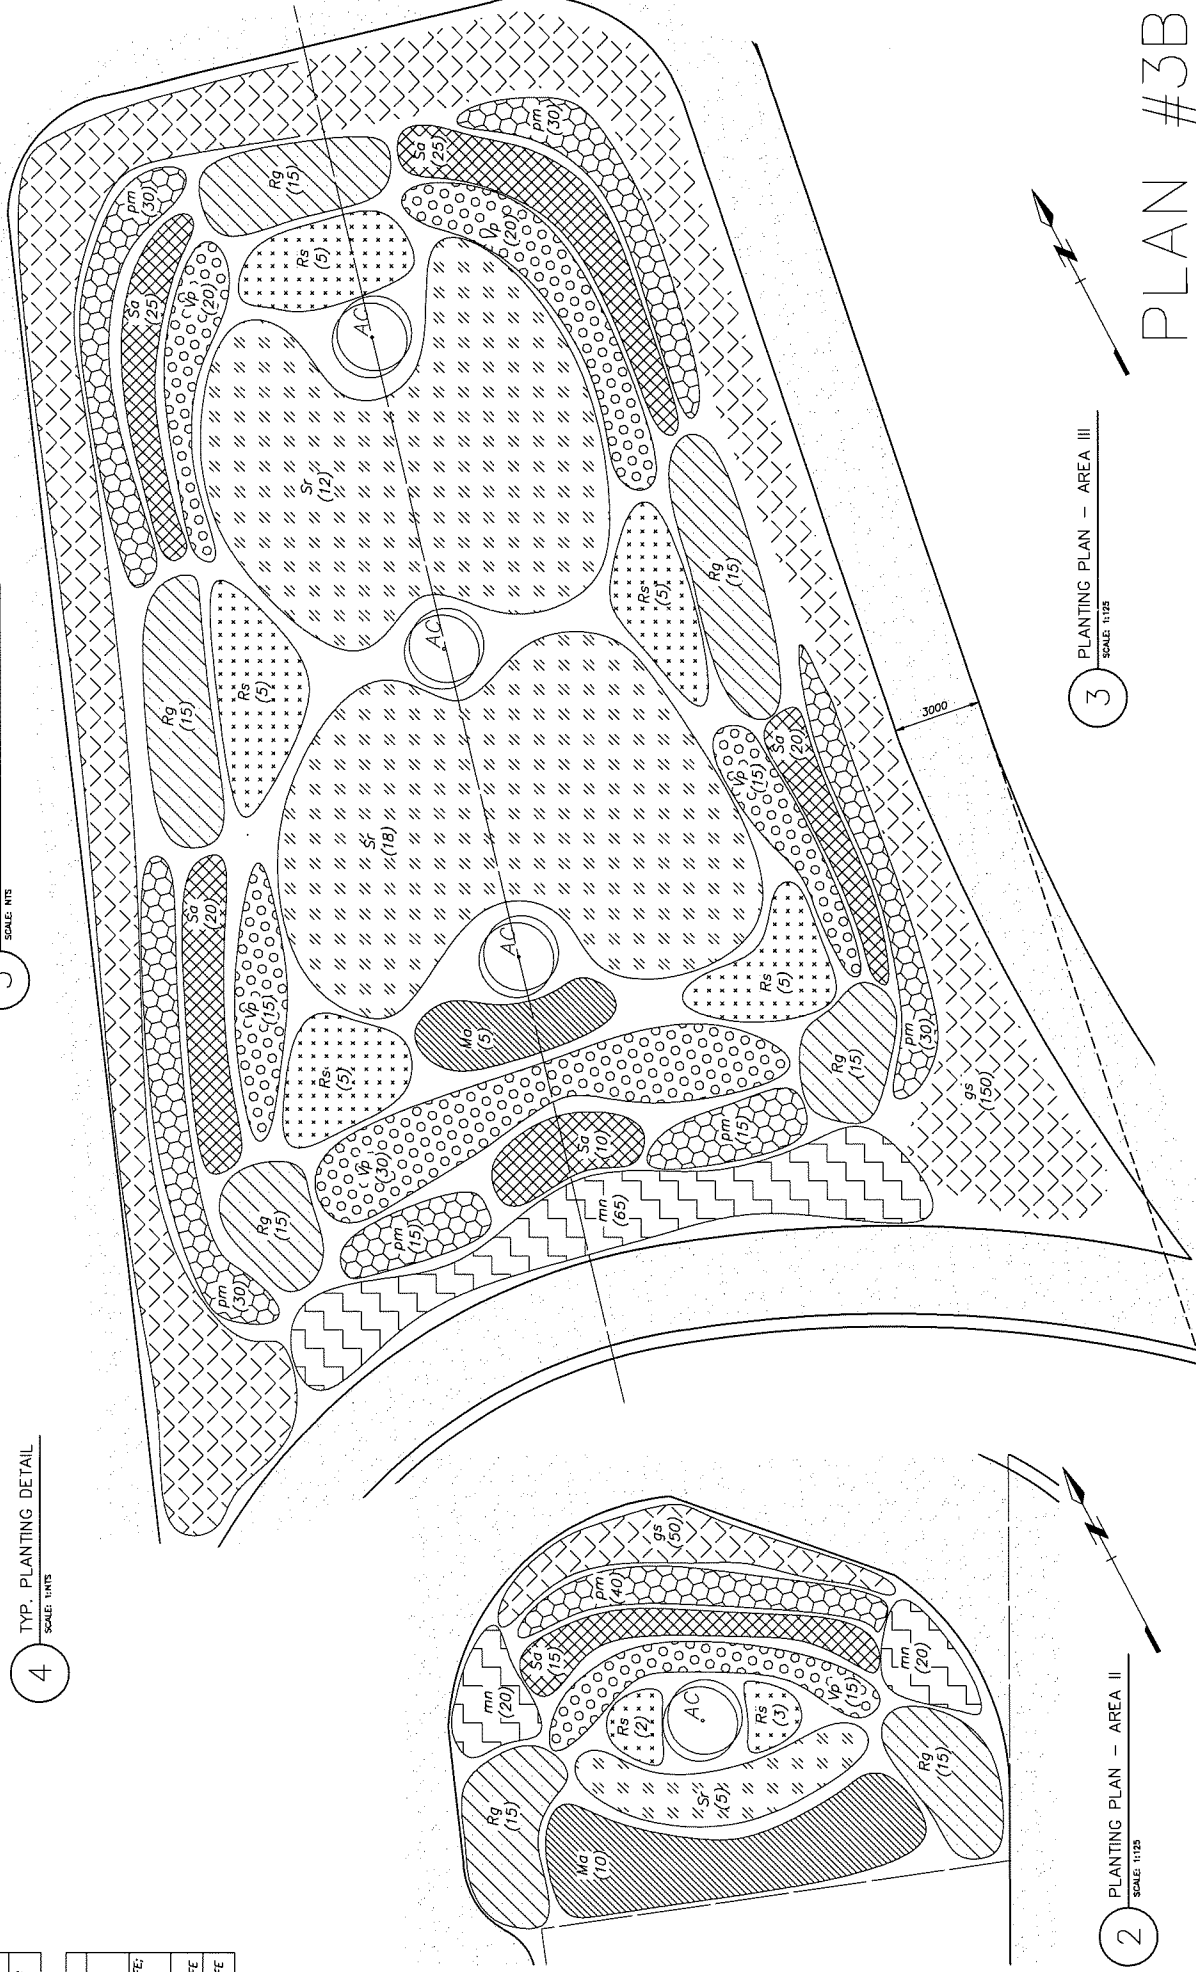 SCALE: NTS
4
TYP. PLANTING DETAIL
SCALE: 1:NTS
pm
(30)
Sa
(25)
Vp
(20)
Rg
(15)
Rs
(5)
AC
Sa
(25)
pm
(30)
Vp
(20)
Sr
(12)
Rg
(15)
Rs
(5)
AC
Rs
(5)
Rg
(15)
Sa
(20)
Vp
(15)
Sr
(18)
Vp
(15)
Sa
(20)
AC
Ma
(5)
Rs
(5)
Rs
(5)
Rg
(15)
pm
(30)
gs
(150)
Rg
(15)
pm
(30)
Vp
(30)
pm
(15)
Sa
(10)
pm
(15)
mn
(65)
3000
3
PLANTING PLAN - AREA III
SCALE: 1:125
N
PLAN #3B
gs
(50)
pm
(40)
Sa
(15)
mn
(20)
mn
(20)
Vp
(15)
Rs
(2)
AC
Rs
(3)
Sr
(5)
Rg
(15)
Rg
(15)
Ma
(10)
2
PLANTING PLAN - AREA II
SCALE: 1:125
N